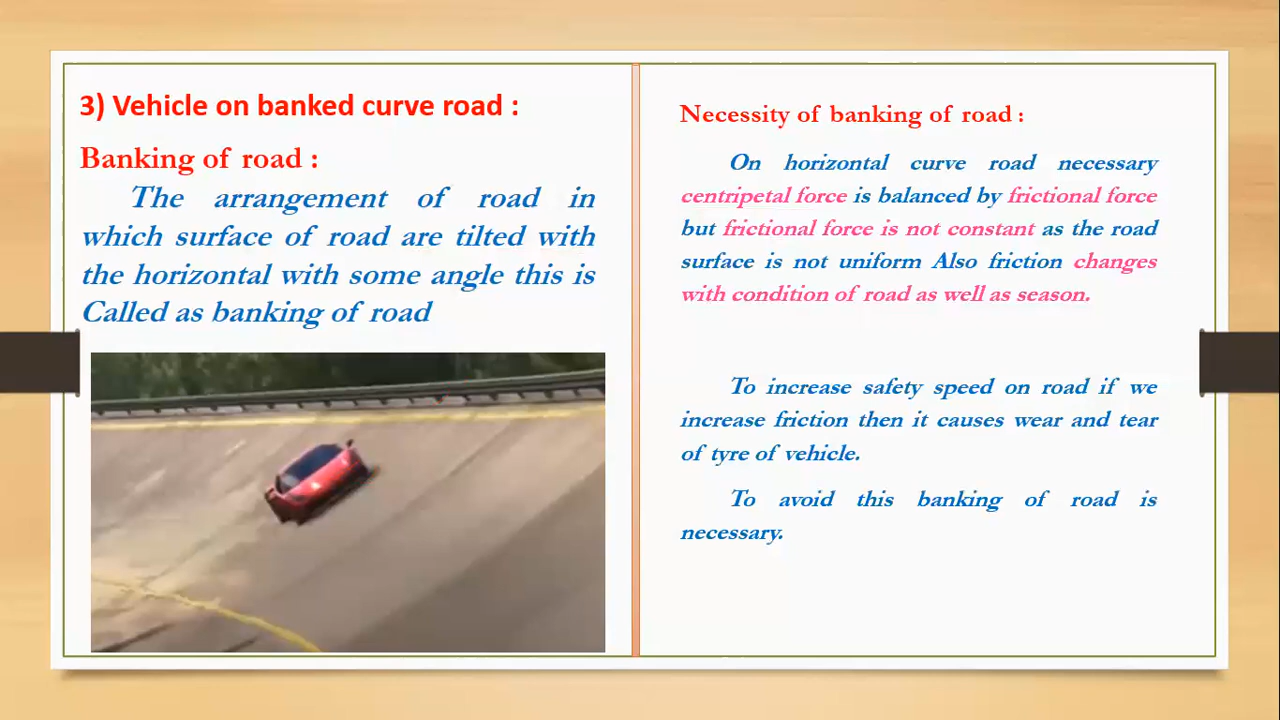 3) Vehicle on banked curve road :
Banking of road :
The arrangement of road in
which surface of road are tilted with
the horizontal with some angle this is
Called as banking of road
Necessity of banking of road :
On horizontal curve road necessary
centripetal force is balanced by frictional force
but frictional force is not constant as the road
surface is not uniform Also friction changes
with condition of road as well as season.
To increase safety speed on road if we
increase friction then it causes wear and tear
of tyre of vehicle.
To avoid this banking of road is
necessary.